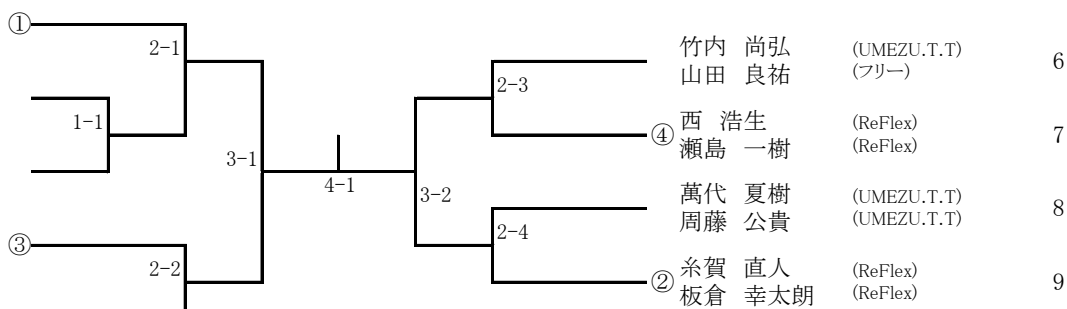 ①
2-1
1-1
3-1
③
2-2
4-1
3-2
2-3
2-4
竹内 尚弘 (UMEZU.T.T) 6
山田 良祐 (フリー)
④ 西 浩生 (ReFlex) 7
瀬島 一樹 (ReFlex)
萬代 夏樹 (UMEZU.T.T) 8
周藤 公貴 (UMEZU.T.T)
② 糸賀 直人 (ReFlex) 9
板倉 幸太朗 (ReFlex)